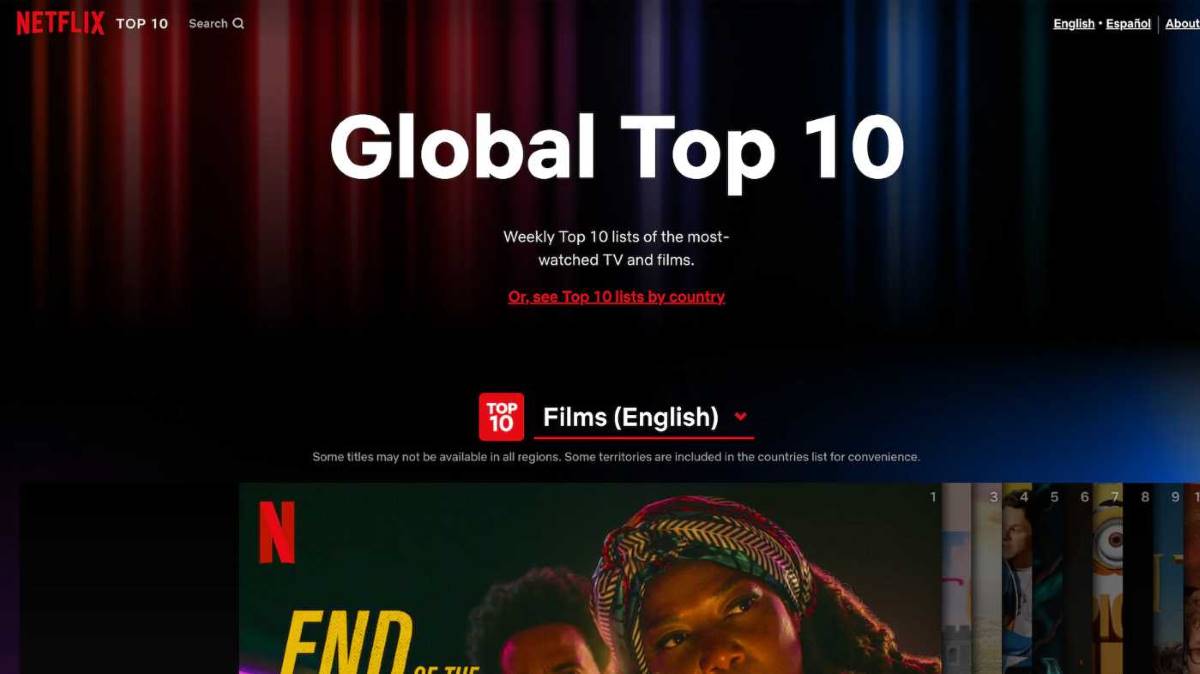 NETFLIX TOP 10 Search
English • Español | About
Global Top 10
Weekly Top 10 lists of the most-
watched TV and films.
Or, see Top 10 lists by country
TOP
10
Films (English)
Some titles may not be available in all regions. Some territories are included in the countries list for convenience.
1 3 4 5 6 7 8 9 1
N
END OF THE